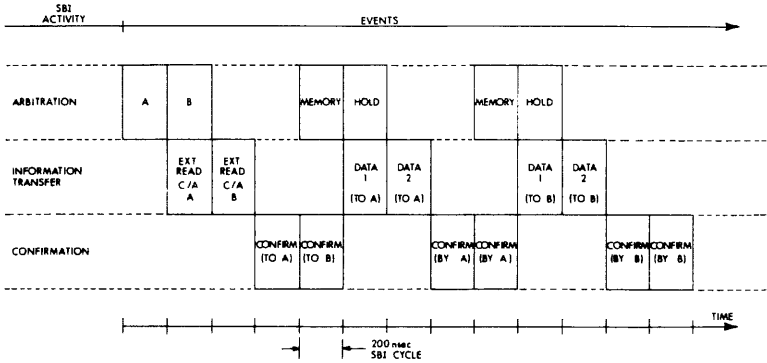 SBI
ACTIVITY
EVENTS
ARBITRATION
A
B
MEMORY
HOLD
MEMORY
HOLD
INFORMATION
TRANSFER
EXT
READ
C/A
A
EXT
READ
C/A
B
DATA
1
(TO A)
DATA
2
(TO A)
DATA
1
(TO B)
DATA
2
(TO B)
CONFIRMATION
CONFIRM
(TO A)
CONFIRM
(TO B)
CONFIRM
(BY A)
CONFIRM
(BY A)
CONFIRM
(BY B)
CONFIRM
(BY B)
TIME
200 nsec
SBI CYCLE